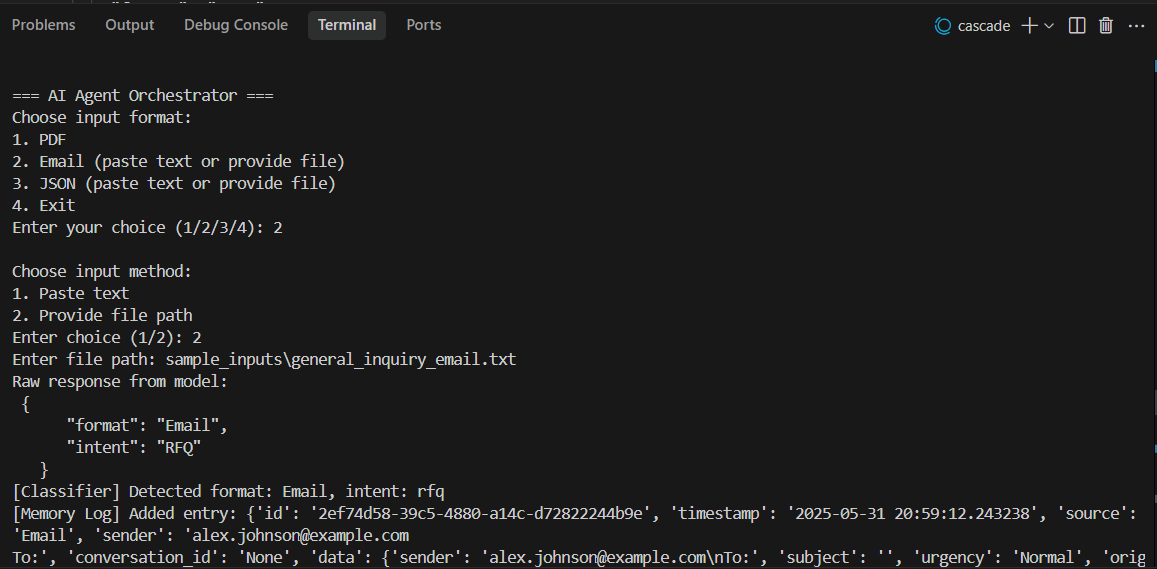 Problems Output Debug Console Terminal Ports cascade
=== AI Agent Orchestrator ===
Choose input format:
1. PDF
2. Email (paste text or provide file)
3. JSON (paste text or provide file)
4. Exit
Enter your choice (1/2/3/4): 2
Choose input method:
1. Paste text
2. Provide file path
Enter choice (1/2): 2
Enter file path: sample_inputs\general_inquiry_email.txt
Raw response from model:
{
"format": "Email",
"intent": "RFQ"
}
[Classifier] Detected format: Email, intent: rfq
[Memory Log] Added entry: {'id': '2ef74d58-39c5-4880-a14c-d72822244b9e', 'timestamp': '2025-05-31 20:59:12.243238', 'source':
'Email', 'sender': 'alex.johnson@example.com
To:', 'conversation_id': 'None', 'data': {'sender': 'alex.johnson@example.com\nTo:', 'subject': '', 'urgency': 'Normal', 'orig